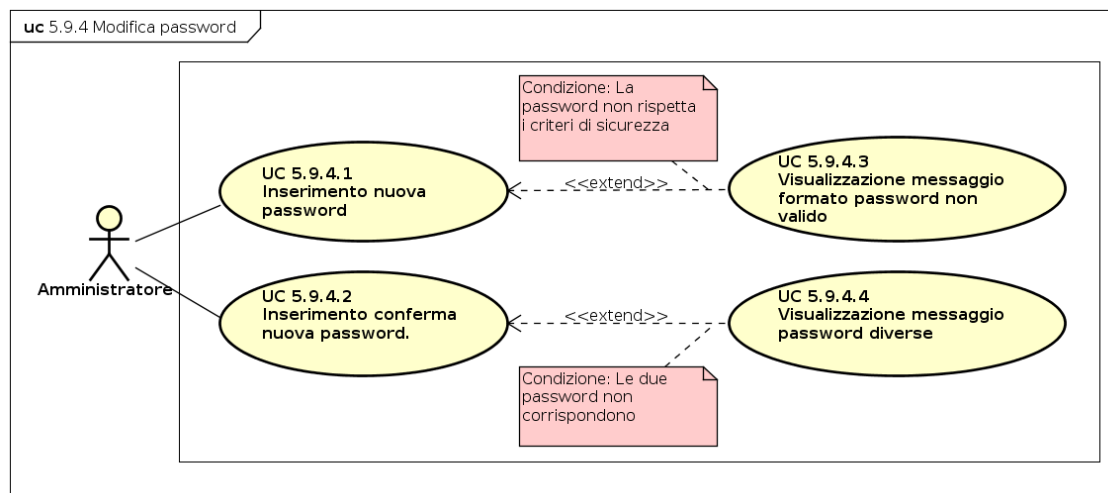 uc 5.9.4 Modifica password
Condizione: La
password non rispetta
i criteri di sicurezza
UC 5.9.4.1
Inserimento nuova
password
<<extend>>
UC 5.9.4.3
Visualizzazione messaggio
formato password non
valido
Amministratore
UC 5.9.4.2
Inserimento conferma
nuova password.
<<extend>>
UC 5.9.4.4
Visualizzazione messaggio
password diverse
Condizione: Le due
password non
corrispondono